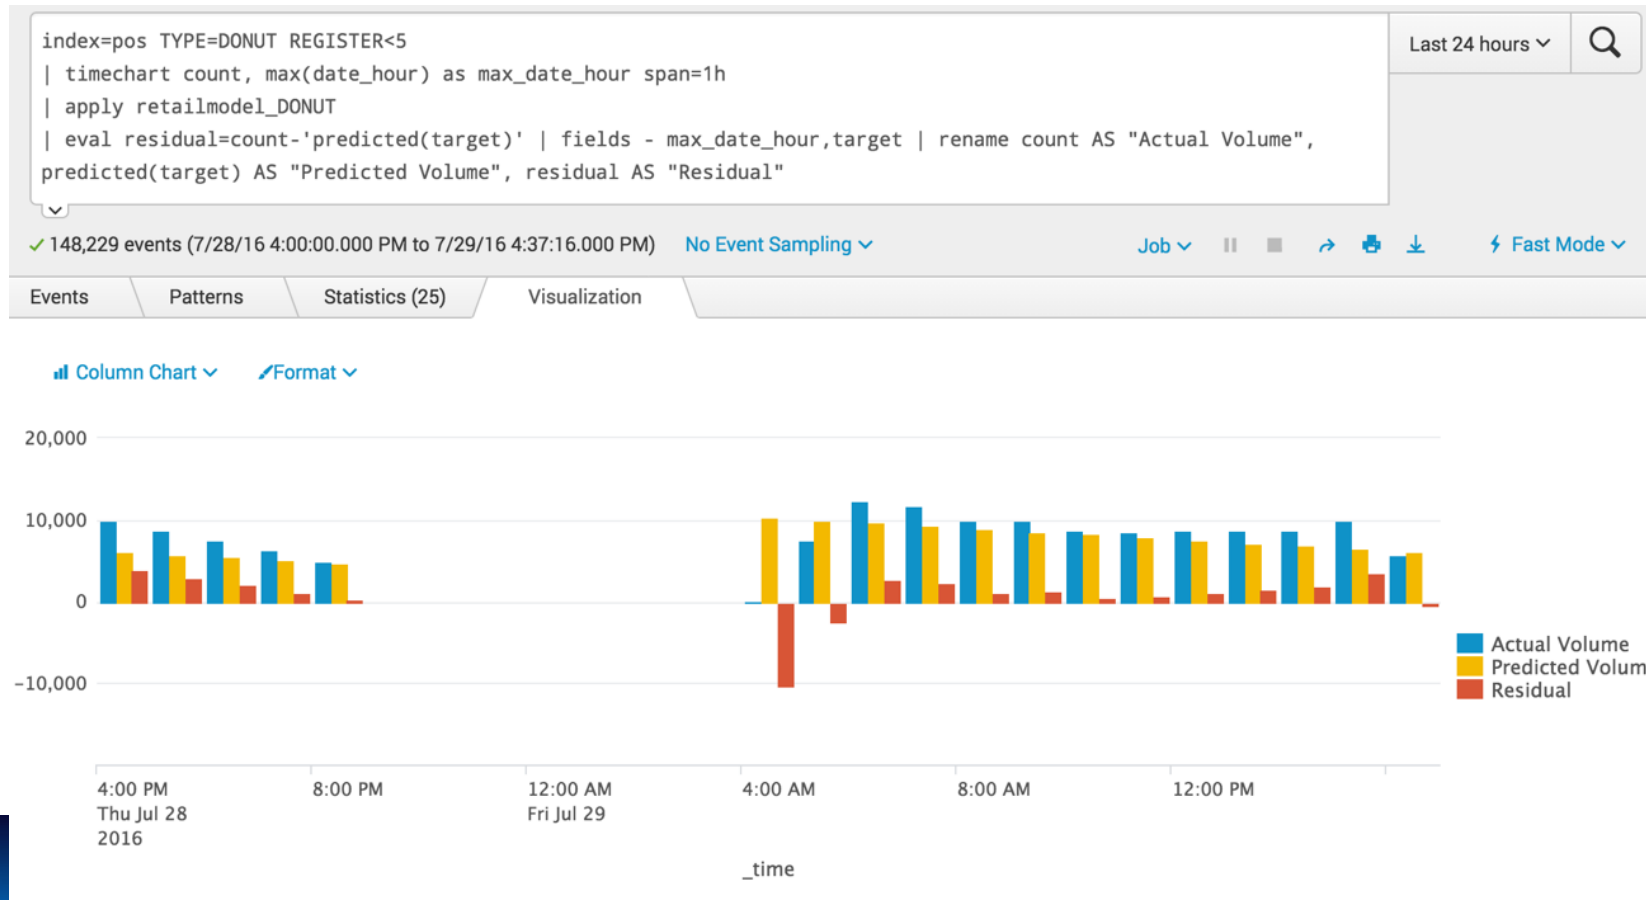 index=pos TYPE=DONUT REGISTER<5
| timechart count, max(date_hour) as max_date_hour span=1h
| apply retailmodel_DONUT
| eval residual=count-'predicted(target)' | fields - max_date_hour,target | rename count AS "Actual Volume",
predicted(target) AS "Predicted Volume", residual AS "Residual"
Last 24 hours
148,229 events (7/28/16 4:00:00.000 PM to 7/29/16 4:37:16.000 PM) No Event Sampling Job Fast Mode
Events Patterns Statistics (25) Visualization
Column Chart Format
20,000
10,000
0
-10,000
Actual Volume
Predicted Volum
Residual
4:00 PM 8:00 PM 12:00 AM 4:00 AM 8:00 AM 12:00 PM
Thu Jul 28 Fri Jul 29
2016
_time